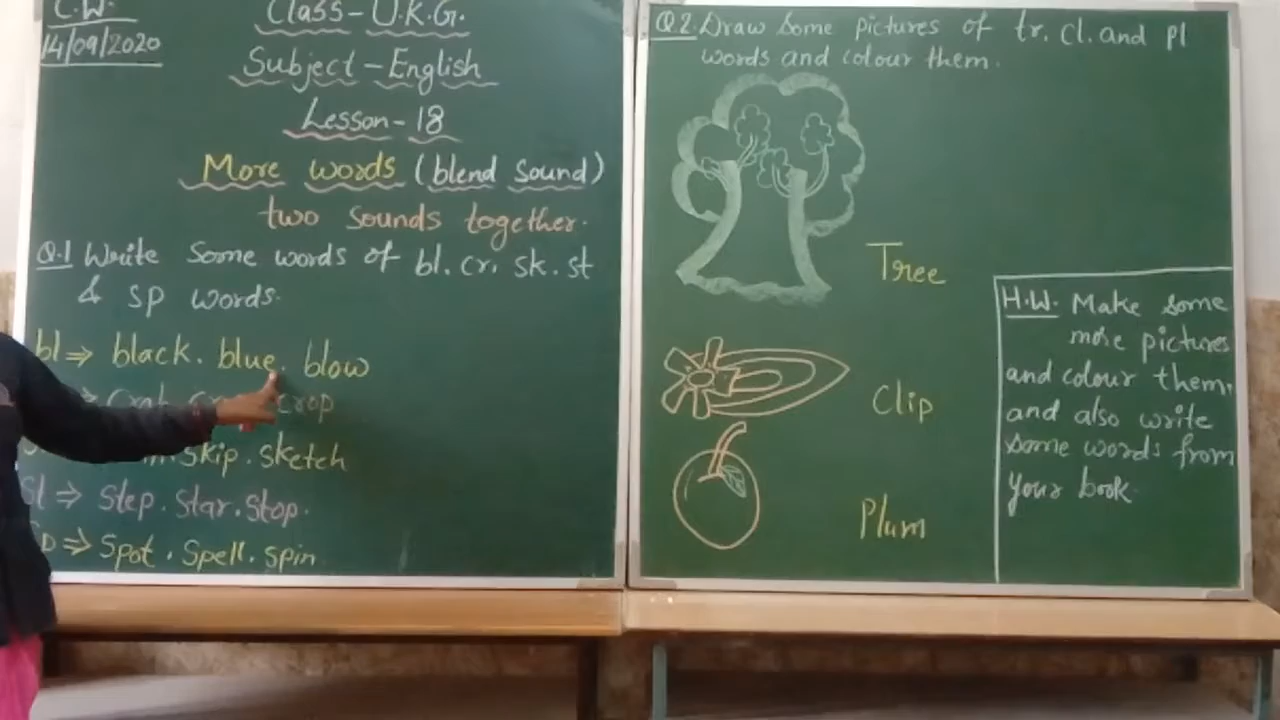 C.W.
14/09/2020
Class-U.K.G.
Subject-English
Lesson-18
More words (blend sound)
two sounds together.
Q.1 Write Some words of bl. cr. sk. st
& sp words.
bl ⇒ black. blue. blow
⇒ crop
skip. sketch
St ⇒ Step. Star. Stop.
Sp ⇒ Spot. Spell. Spin
Q.2. Draw Some pictures of tr. cl. and pl
words and colour them.
Tree
Clip
Plum
H.W. Make Some
more pictures
and colour them.
and also write
some words from
your book.